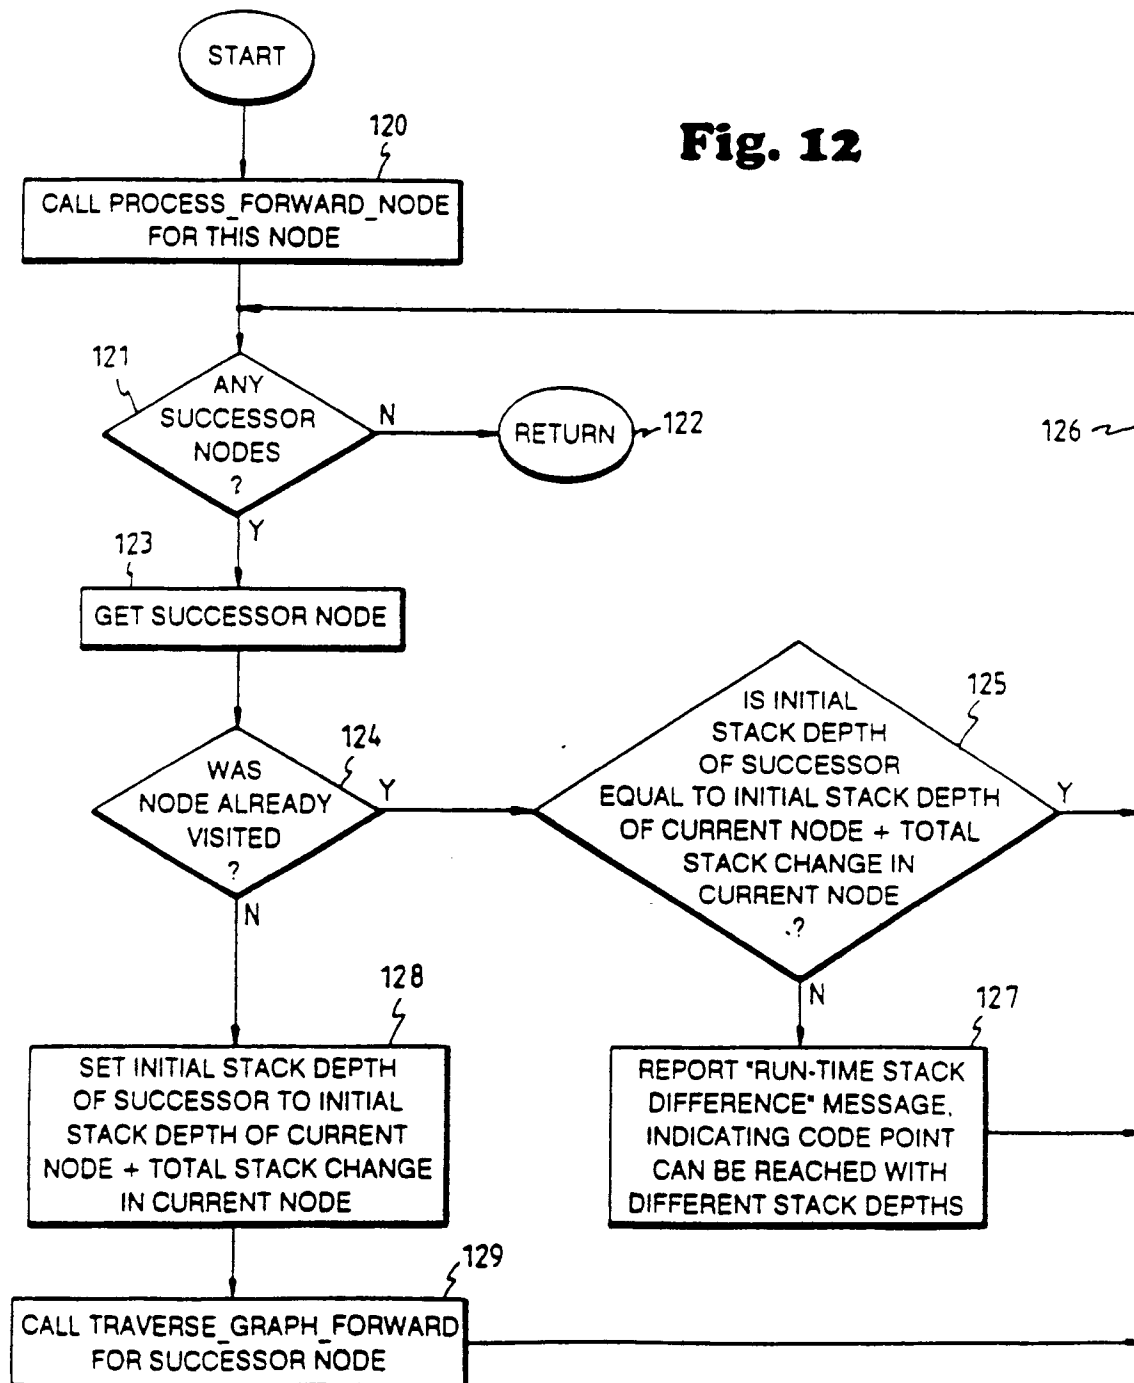 START
Fig. 12
120
CALL PROCESS_FORWARD_NODE
FOR THIS NODE
121
ANY
SUCCESSOR
NODES
?
N
RETURN
122
126
Y
123
GET SUCCESSOR NODE
124
WAS
NODE ALREADY
VISITED
?
Y
125
IS INITIAL
STACK DEPTH
OF SUCCESSOR
EQUAL TO INITIAL STACK DEPTH
OF CURRENT NODE + TOTAL
STACK CHANGE IN
CURRENT NODE
?
Y
N
N
128
SET INITIAL STACK DEPTH
OF SUCCESSOR TO INITIAL
STACK DEPTH OF CURRENT
NODE + TOTAL STACK CHANGE
IN CURRENT NODE
127
REPORT "RUN-TIME STACK
DIFFERENCE" MESSAGE,
INDICATING CODE POINT
CAN BE REACHED WITH
DIFFERENT STACK DEPTHS
129
CALL TRAVERSE_GRAPH_FORWARD
FOR SUCCESSOR NODE